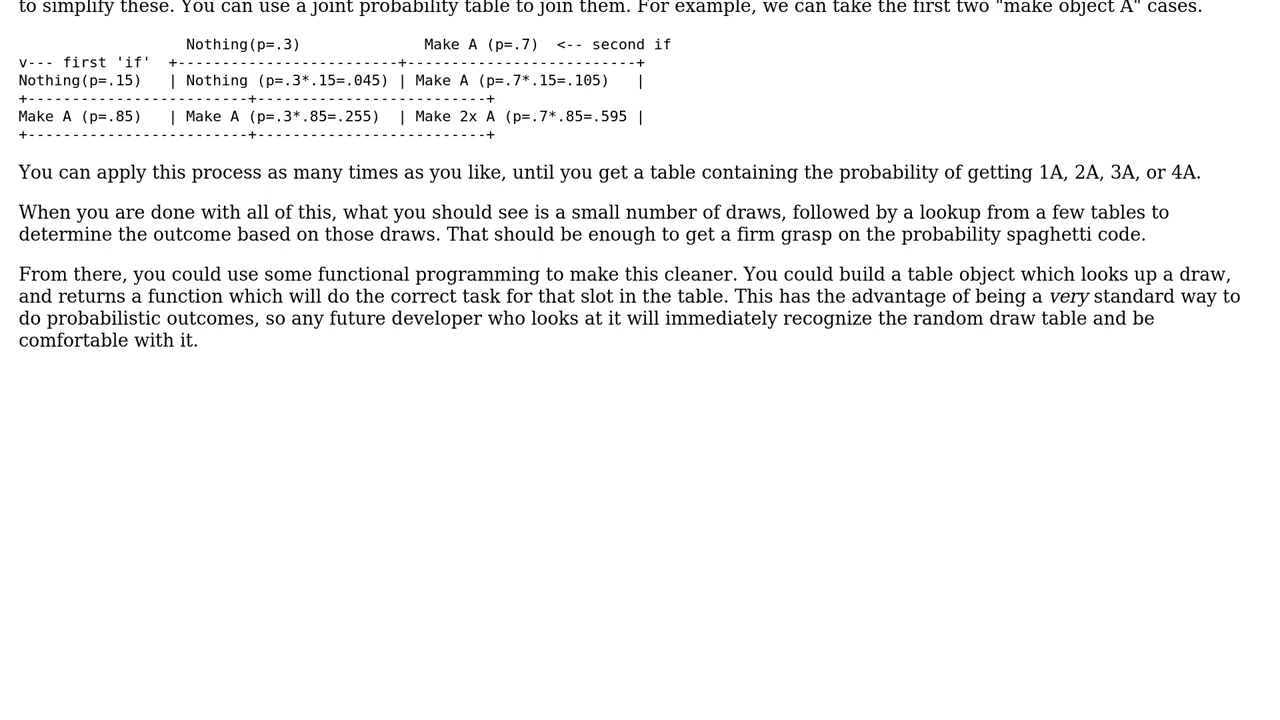 to simplify these. You can use a joint probability table to join them. For example, we can take the first two "make object A" cases.
                   Nothing(p=.3)              Make A (p=.7)  <-- second if
v--- first 'if'  +-------------------------+-------------------------+
Nothing(p=.15)   | Nothing (p=.3*.15=.045) | Make A (p=.7*.15=.105)   |
+-------------------------+-------------------------+
Make A (p=.85)   | Make A (p=.3*.85=.255)  | Make 2x A (p=.7*.85=.595 |
+-------------------------+-------------------------+
You can apply this process as many times as you like, until you get a table containing the probability of getting 1A, 2A, 3A, or 4A.
When you are done with all of this, what you should see is a small number of draws, followed by a lookup from a few tables to
determine the outcome based on those draws. That should be enough to get a firm grasp on the probability spaghetti code.
From there, you could use some functional programming to make this cleaner. You could build a table object which looks up a draw,
and returns a function which will do the correct task for that slot in the table. This has the advantage of being a very standard way to
do probabilistic outcomes, so any future developer who looks at it will immediately recognize the random draw table and be
comfortable with it.